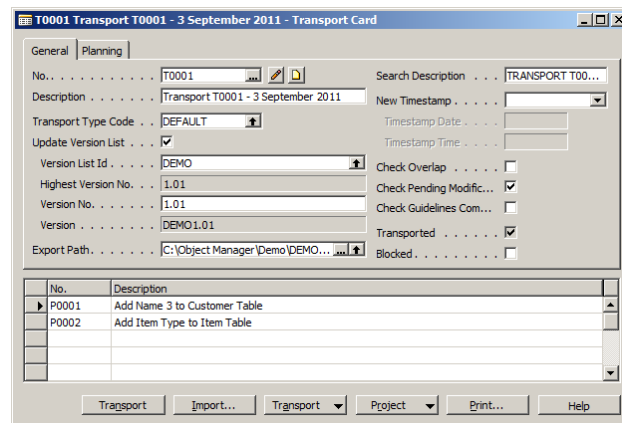 T0001 Transport T0001 - 3 September 2011 - Transport Card
General Planning
No. . . . . . . . . . . . T0001 ...
Description . . . . . . . Transport T0001 - 3 September 2011
Transport Type Code . . DEFAULT
Update Version List . . .
Version List Id . . . . . DEMO
Highest Version No. . . 1.01
Version No. . . . . . . . 1.01
Version . . . . . . . . . DEMO1.01
Export Path. . . . . . . C:\Object Manager\Demo\DEMO... ...
Search Description . . . TRANSPORT T00...
New Timestamp . . . . .
Timestamp Date . . . .
Timestamp Time . . . .
Check Overlap . . . . .
Check Pending Modific...
Check Guidelines Com...
Transported . . . . . .
Blocked. . . . . . . . .
No. Description
P0001 Add Name 3 to Customer Table
P0002 Add Item Type to Item Table
Transport Import... Transport Project Print... Help